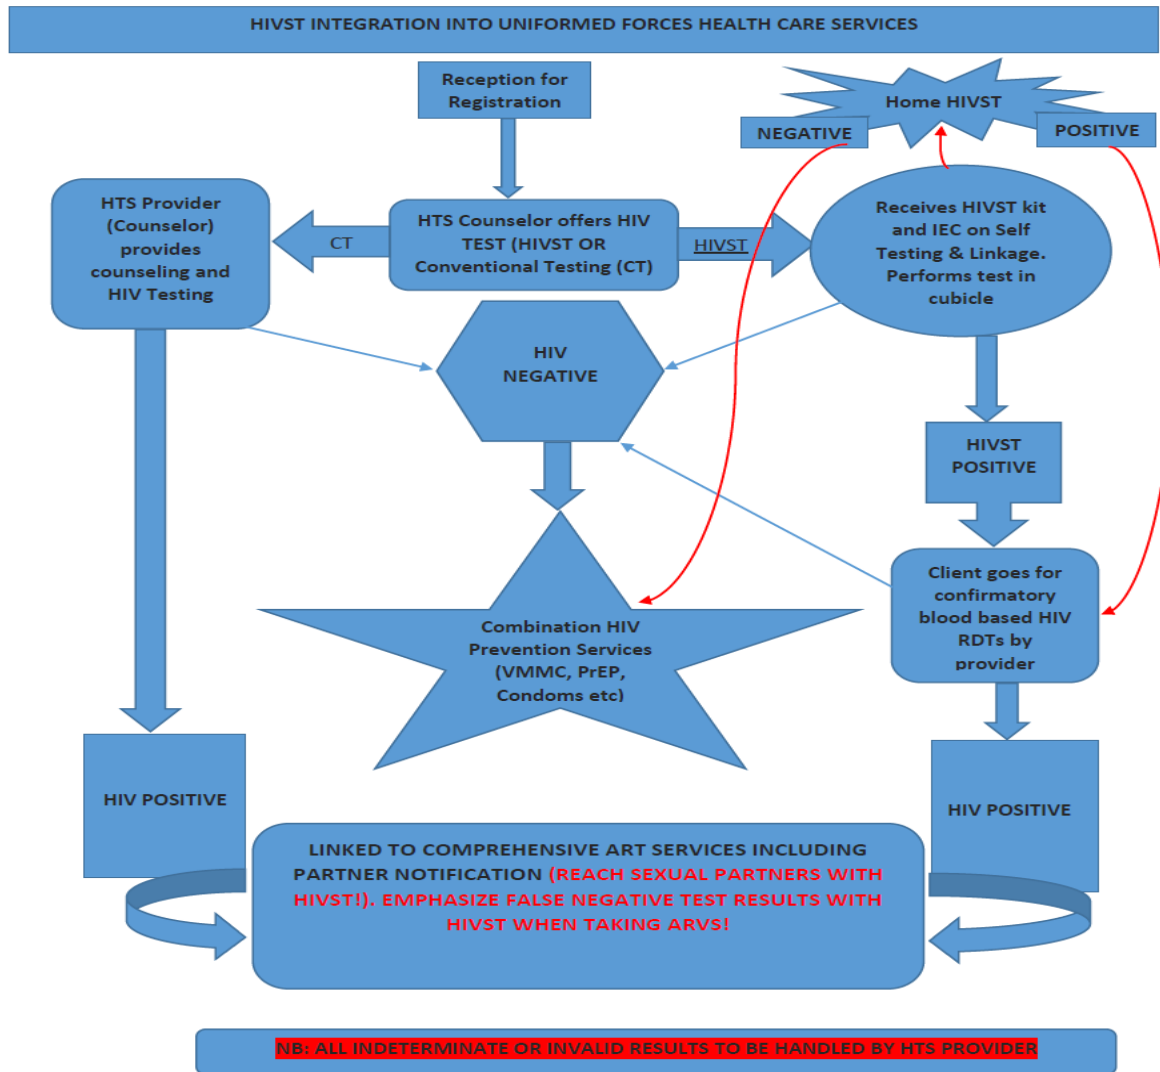 HIVST INTEGRATION INTO UNIFORMED FORCES HEALTH CARE SERVICES
Reception for
Registration
Home HIVST
NEGATIVE
POSITIVE
HTS Provider
(Counselor)
provides
counseling and
HIV Testing
CT
HTS Counselor offers HIV
TEST (HIVST OR
Conventional Testing (CT)
HIVST
Receives HIVST kit
and IEC on Self
Testing & Linkage.
Performs test in
cubicle
HIV
NEGATIVE
HIVST
POSITIVE
Client goes for
confirmatory
blood based HIV
RDTs by
provider
Combination HIV
Prevention Services
(VMMC, PrEP,
Condoms etc)
HIV POSITIVE
HIV POSITIVE
LINKED TO COMPREHENSIVE ART SERVICES INCLUDING
PARTNER NOTIFICATION (REACH SEXUAL PARTNERS WITH
HIVST!). EMPHASIZE FALSE NEGATIVE TEST RESULTS WITH
HIVST WHEN TAKING ARVS!
NB: ALL INDETERMINATE OR INVALID RESULTS TO BE HANDLED BY HTS PROVIDER